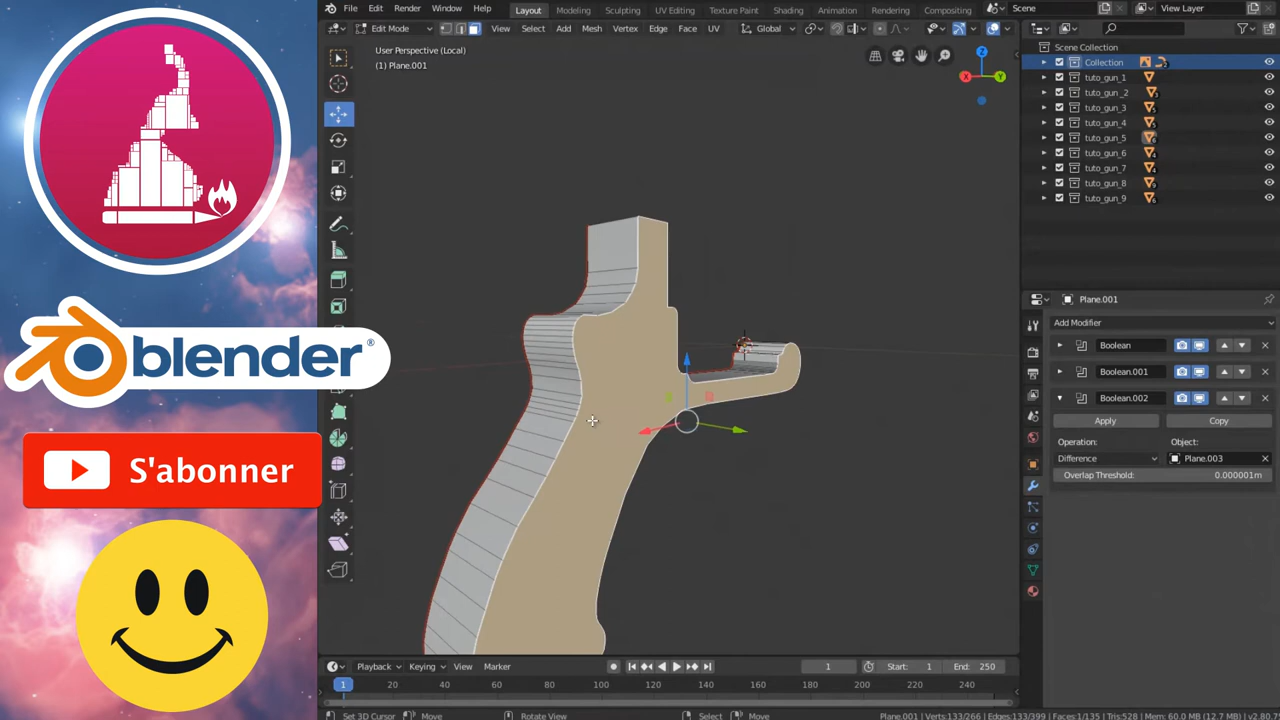 File Edit Render Window Help
Layout Modeling Sculpting UV Editing Texture Paint Shading Animation Rendering Compositing
Scene
View Layer
Edit Mode
View Select Add Mesh Vertex Edge Face UV
Global
User Perspective (Local)
(1) Plane.001
Z
X
Y
Scene Collection
Collection
tuto_gun_1
tuto_gun_2
tuto_gun_3
tuto_gun_4
tuto_gun_5
tuto_gun_6
tuto_gun_7
tuto_gun_8
tuto_gun_9
Plane.001
Add Modifier
Boolean
Boolean.001
Boolean.002
Apply Copy
Operation: Object:
Difference Plane.003
Overlap Threshold: 0.000001m
blender®
S'abonner
Playback Keying View Marker
1 Start: 1 End: 250
1 20 40 60 80 100 120 140 160 180 200 220 240
Set 3D Cursor Move Rotate View Select Move
Plane.001 | Verts:133/266 | Edges:133/399 | Faces:1/135 | Tris:528 | Mem: 60.0 MB (12.7 MB) | v2.80.7